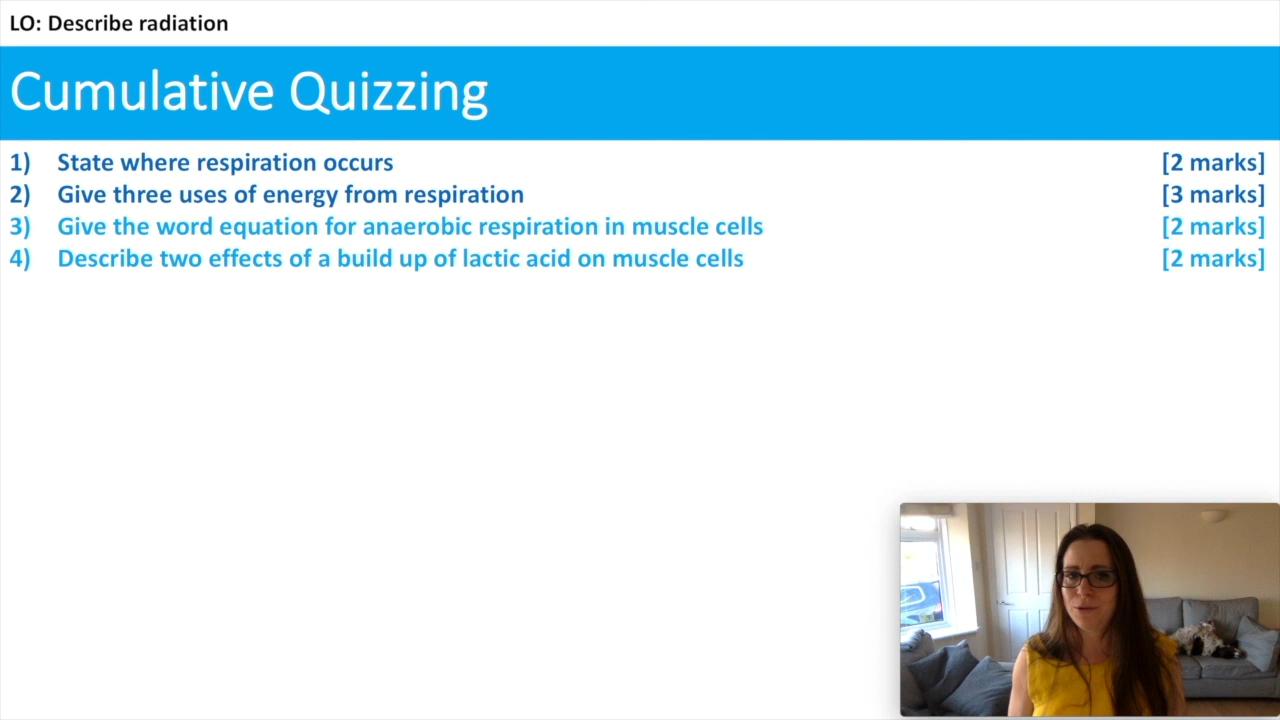 LO: Describe radiation
Cumulative Quizzing
1) State where respiration occurs [2 marks]
2) Give three uses of energy from respiration [3 marks]
3) Give the word equation for anaerobic respiration in muscle cells [2 marks]
4) Describe two effects of a build up of lactic acid on muscle cells [2 marks]